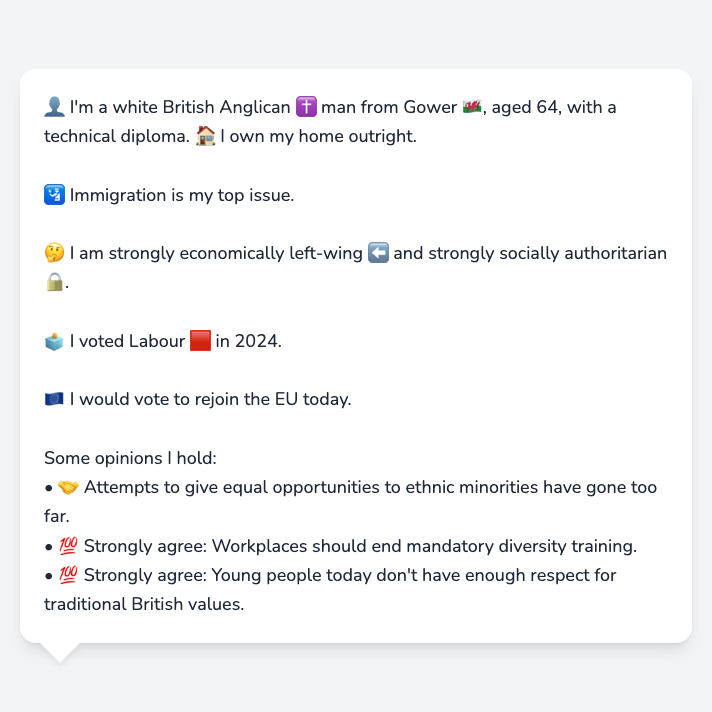 👤 I'm a white British Anglican ✝️ man from Gower 🏴󠁧󠁢󠁷󠁬󠁳󠁿, aged 64, with a
technical diploma. 🏠 I own my home outright.
🛂 Immigration is my top issue.
🤔 I am strongly economically left-wing ⬅️ and strongly socially authoritarian
🔒.
🗳️ I voted Labour 🟥 in 2024.
🇪🇺 I would vote to rejoin the EU today.
Some opinions I hold:
• 🤝 Attempts to give equal opportunities to ethnic minorities have gone too
far.
• 💯 Strongly agree: Workplaces should end mandatory diversity training.
• 💯 Strongly agree: Young people today don't have enough respect for
traditional British values.